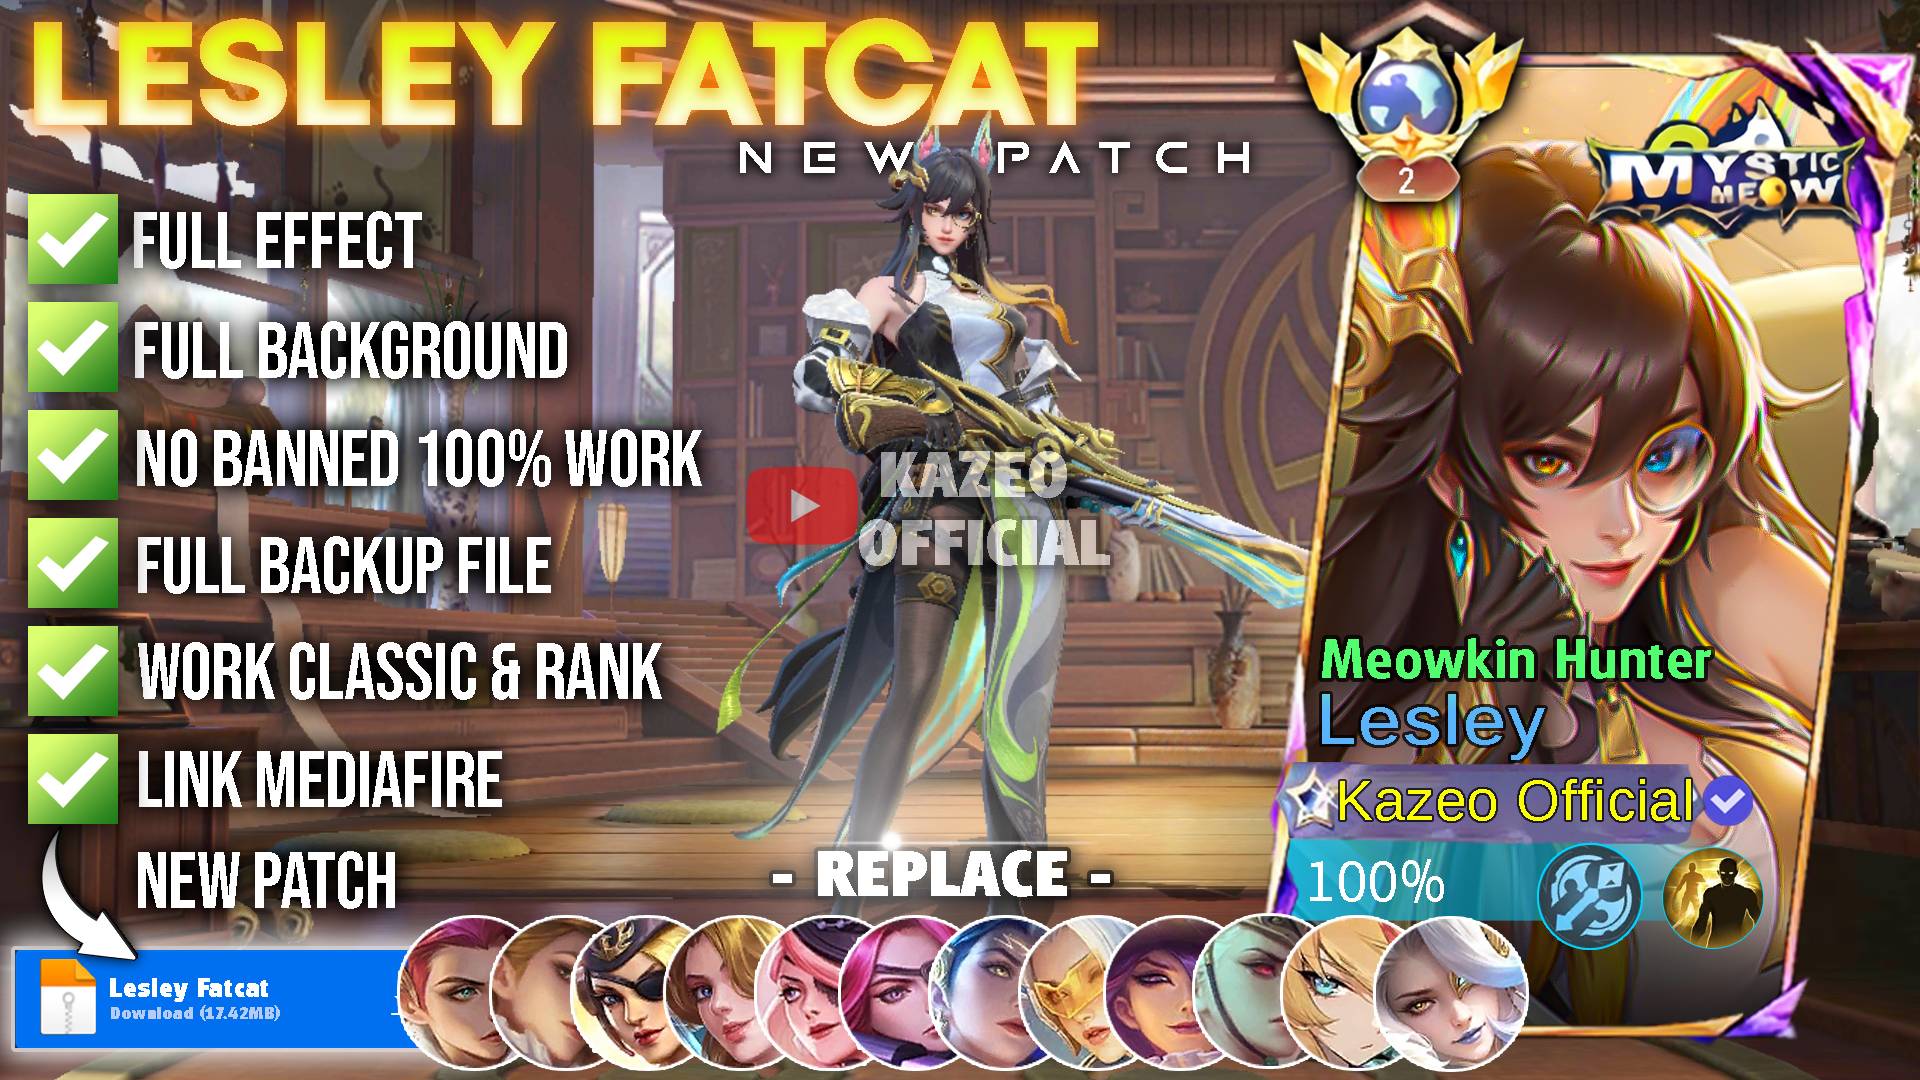 LESLEY FATCAT
NEW PATCH
FULL EFFECT
FULL BACKGROUND
NO BANNED 100% WORK
FULL BACKUP FILE
WORK CLASSIC & RANK
LINK MEDIAFIRE
NEW PATCH
Lesley Fatcat
Download (17.42MB)
KAZEO
OFFICIAL
- REPLACE -
2
MYSTIC
MEOW
Meowkin Hunter
Lesley
Kazeo Official
100%